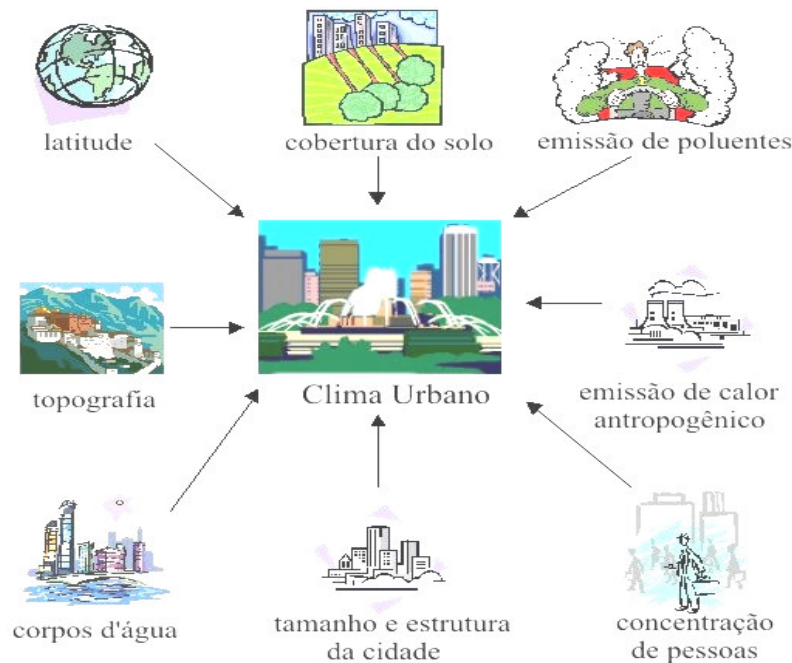 latitude
cobertura do solo
emissão de poluentes
topografia
Clima Urbano
emissão de calor
antropogênico
corpos d'água
tamanho e estrutura
da cidade
concentração
de pessoas